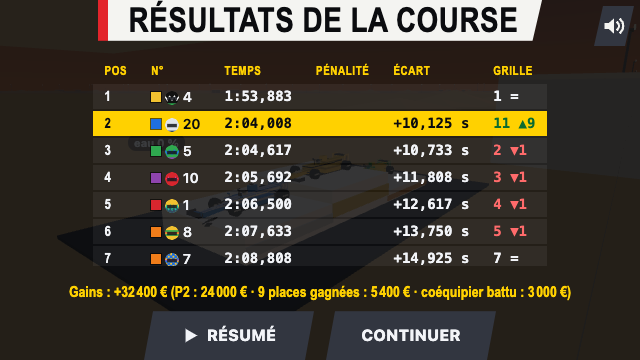 RÉSULTATS DE LA COURSE
POS N° TEMPS PÉNALITÉ ÉCART GRILLE
1 4 1:53,883 1 =
2 20 2:04,008 +10,125 s 11 ▲9
3 5 2:04,617 +10,733 s 2 ▼1
4 10 2:05,692 +11,808 s 3 ▼1
5 1 2:06,500 +12,617 s 4 ▼1
6 8 2:07,633 +13,750 s 5 ▼1
7 7 2:08,808 +14,925 s 7 =
Gains : +32 400 € (P2 : 24 000 € · 9 places gagnées : 5 400 € · coéquipier battu : 3 000 €)
▶ RÉSUMÉ CONTINUER